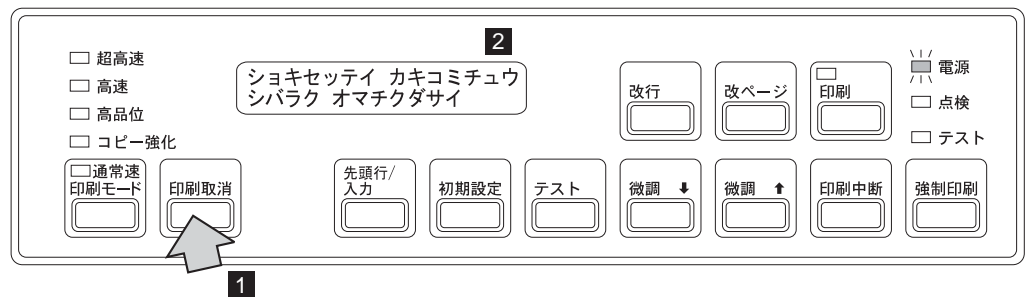 2
超高速
高速
高品位
コピー強化
ショキセッテイ カキコミチュウ
シバラク オマチクダサイ
改行
改ページ
印刷
電源
点検
テスト
通常速
印刷モード
印刷取消
先頭行/
入力
初期設定
テスト
微調 ⬇
微調 ⬆
印刷中断
強制印刷
1